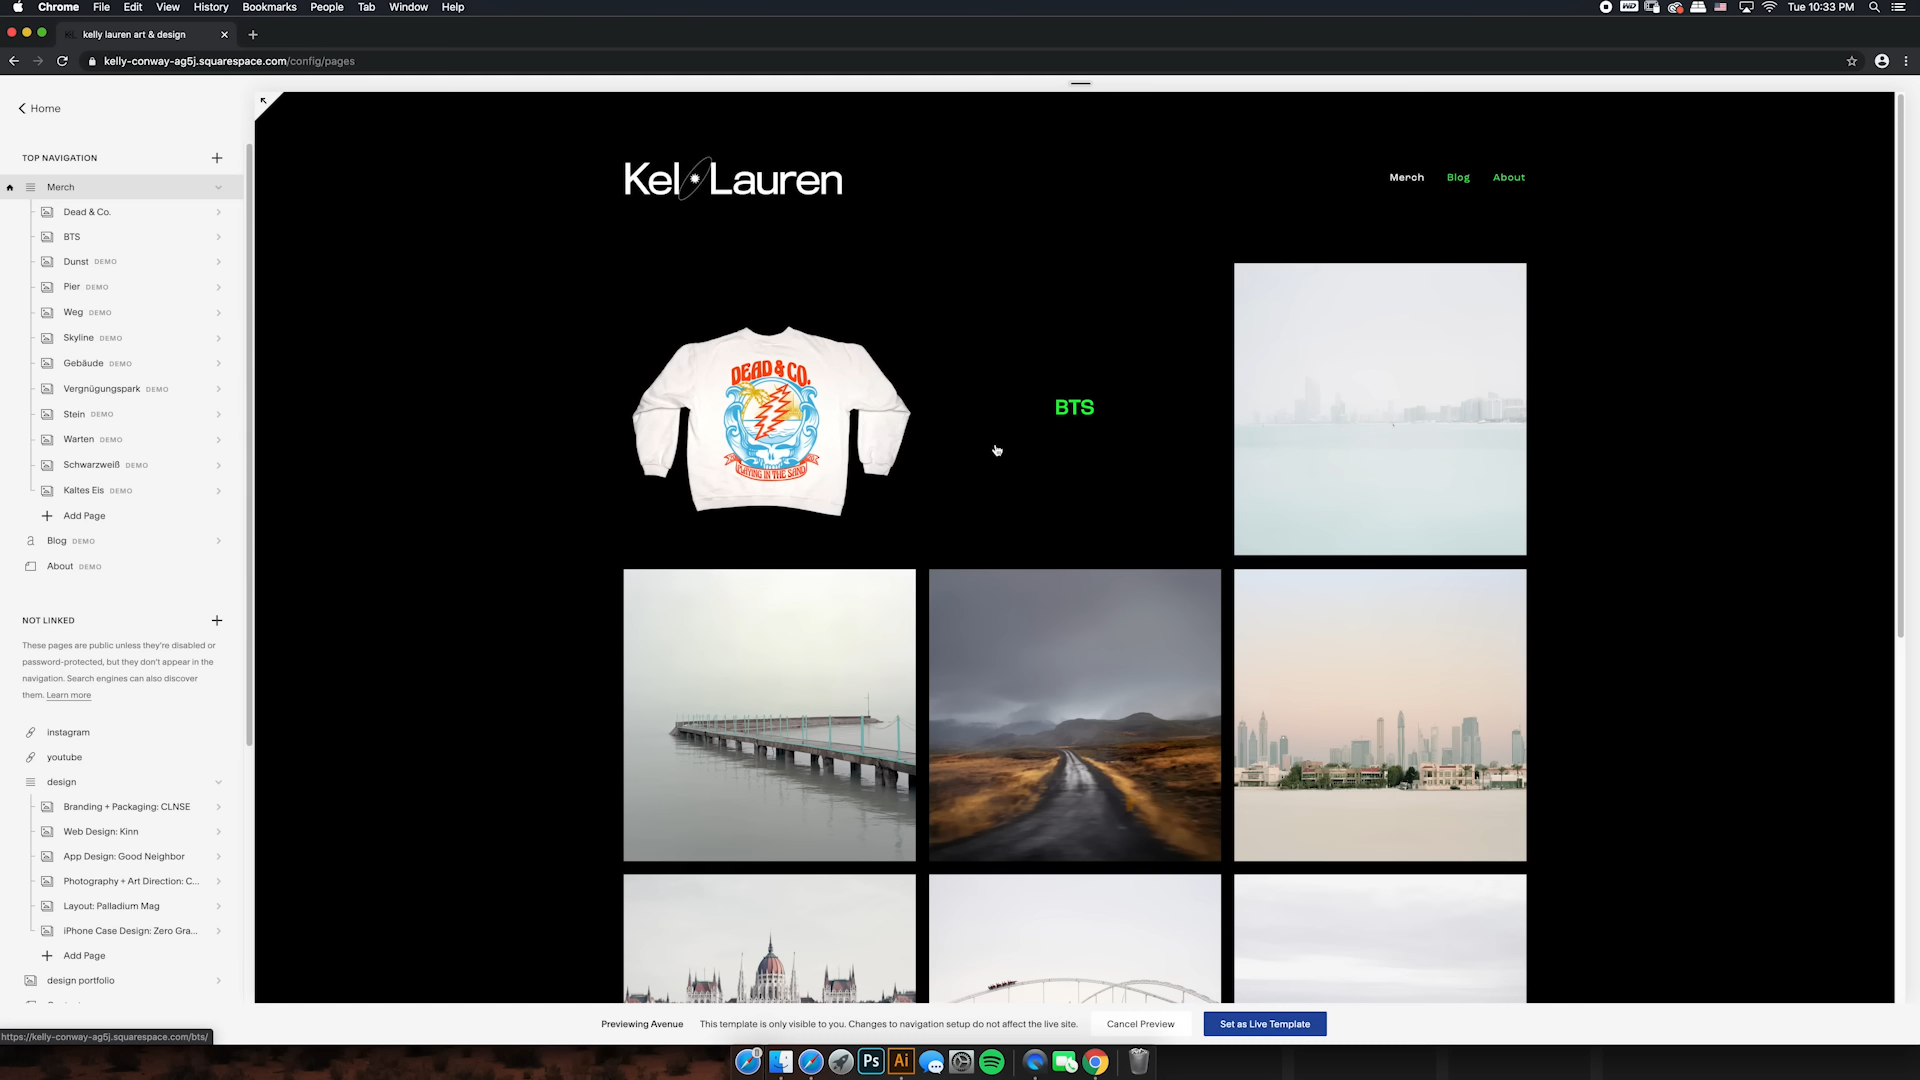 Chrome File Edit View History Bookmarks People Tab Window Help
Tue 10:33 PM
kelly lauren art & design
kelly-conway-ag5j.squarespace.com/config/pages
Home
TOP NAVIGATION
Merch
Dead & Co.
BTS
Dunst DEMO
Pier DEMO
Weg DEMO
Skyline DEMO
Gebäude DEMO
Vergnügungspark DEMO
Stein DEMO
Warten DEMO
Schwarzweiß DEMO
Kaltes Eis DEMO
Add Page
Blog DEMO
About DEMO
NOT LINKED
These pages are public unless they're disabled or
password-protected, but they don't appear in the
navigation. Search engines can also discover
them. Learn more
instagram
youtube
design
Branding + Packaging: CLNSE
Web Design: Kinn
App Design: Good Neighbor
Photography + Art Direction: C...
Layout: Palladium Mag
iPhone Case Design: Zero Gra...
Add Page
design portfolio
https://kelly-conway-ag5j.squarespace.com/bts/
Kel Lauren
Merch Blog About
DEAD & CO.
PLAYING IN THE SAND
BTS
Previewing Avenue This template is only visible to you. Changes to navigation setup do not affect the live site. Cancel Preview Set as Live Template
Ps Ai